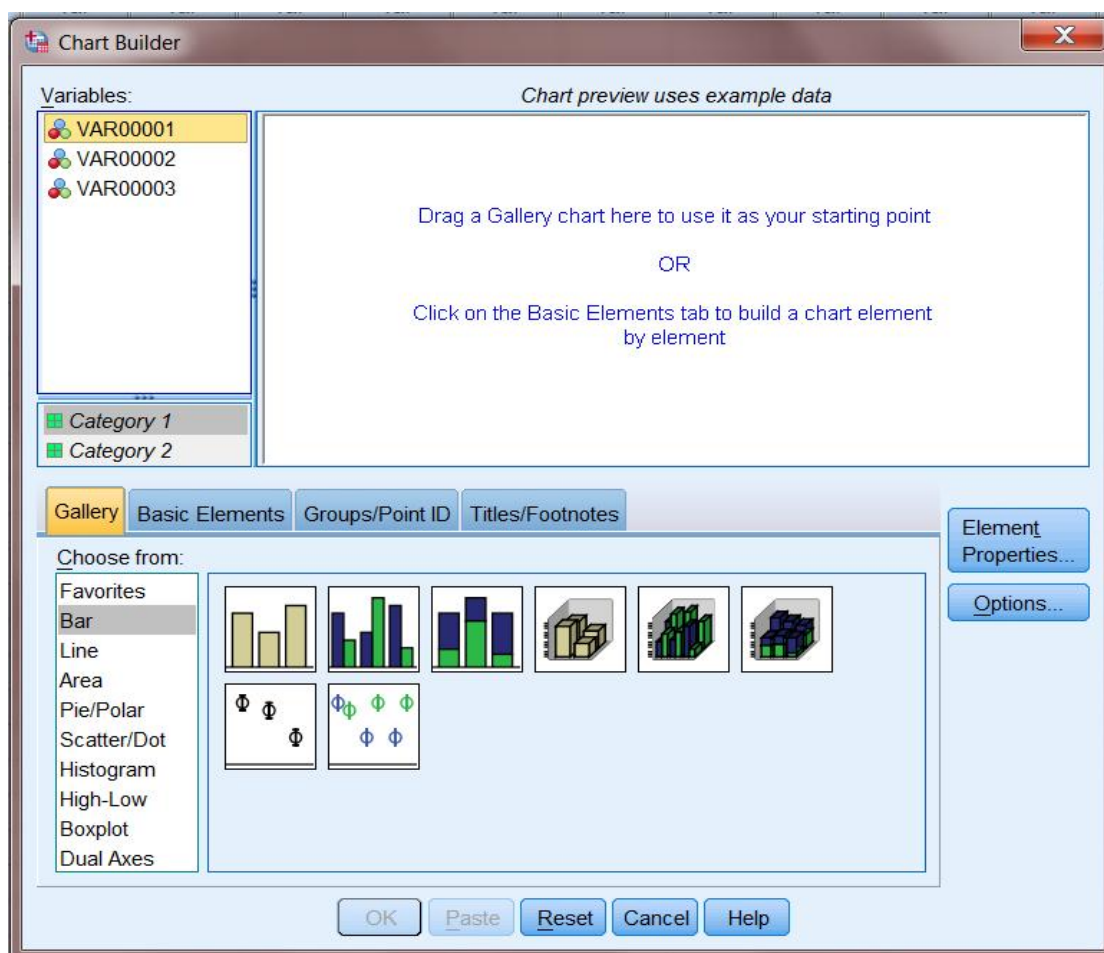 Chart Builder
Variables:
Chart preview uses example data
VAR00001
VAR00002
VAR00003
Drag a Gallery chart here to use it as your starting point
OR
Click on the Basic Elements tab to build a chart element
by element
Category 1
Category 2
Gallery
Basic Elements
Groups/Point ID
Titles/Footnotes
Element
Properties...
Options...
Choose from:
Favorites
Bar
Line
Area
Pie/Polar
Scatter/Dot
Histogram
High-Low
Boxplot
Dual Axes
OK
Paste
Reset
Cancel
Help